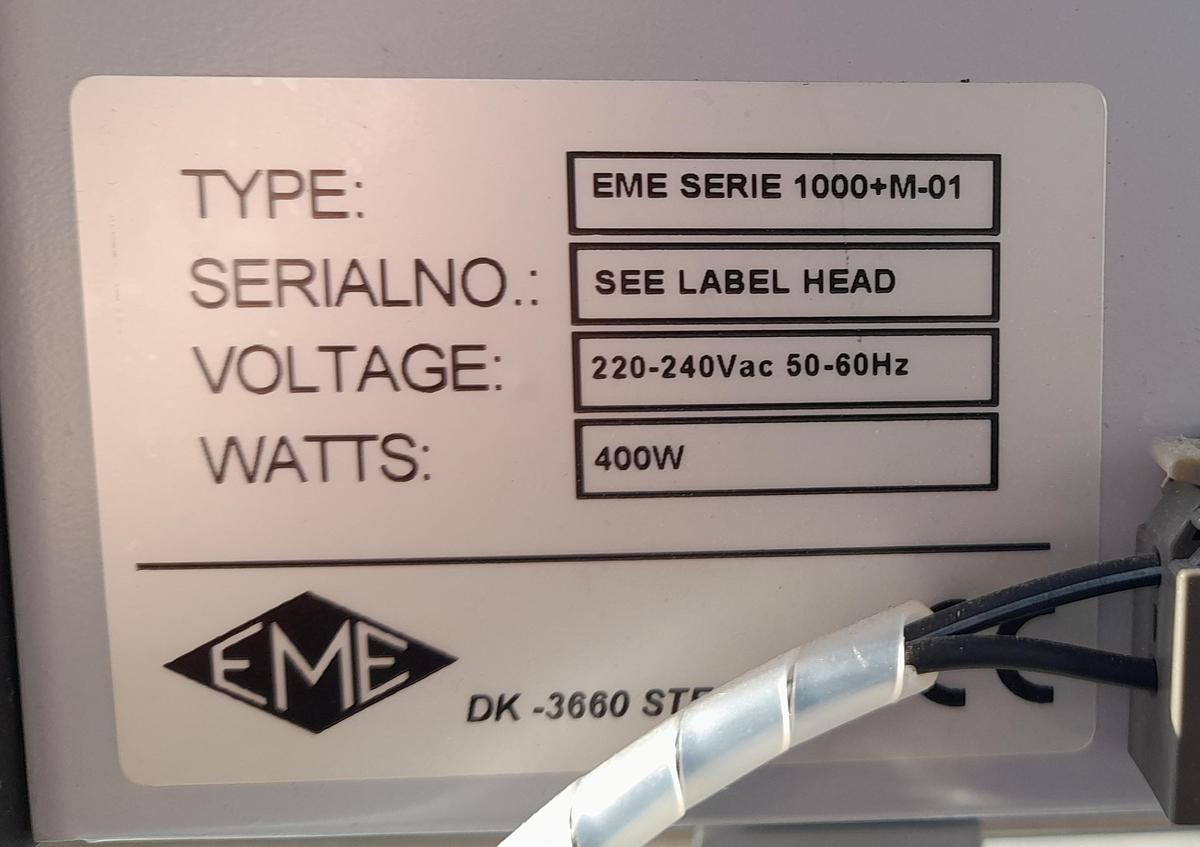 TYPE: EME SERIE 1000+M-01
SERIALNO.: SEE LABEL HEAD
VOLTAGE: 220-240Vac 50-60Hz
WATTS: 400W
EME
DK -3660